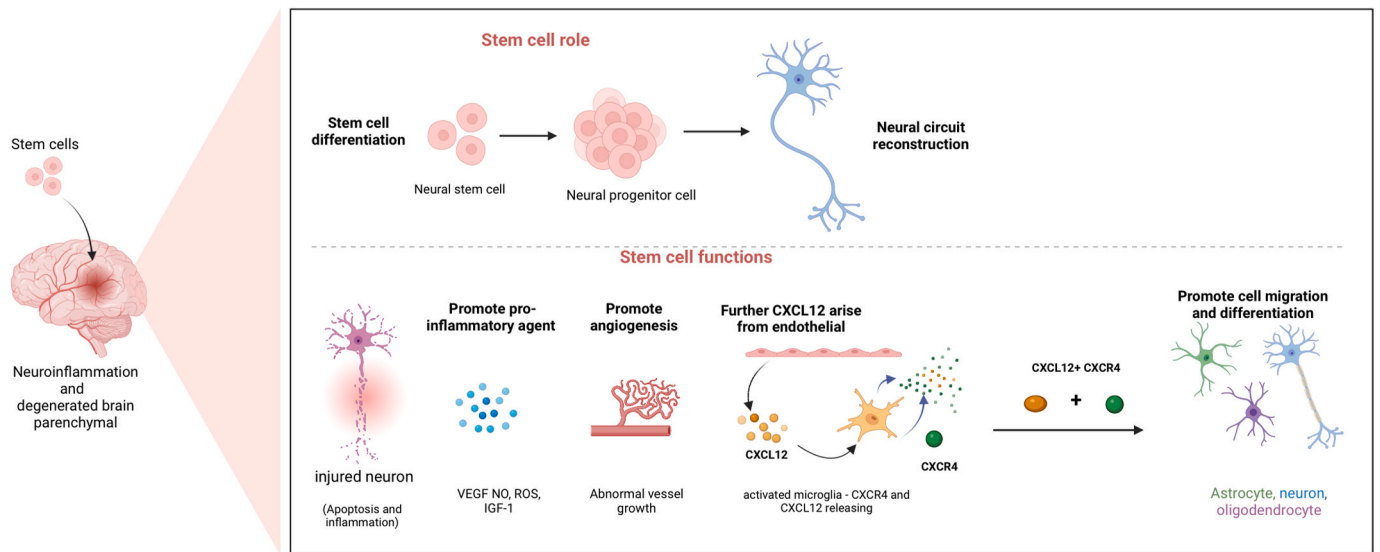 Stem cells
Neuroinflammation
and
degenerated brain
parenchymal
Stem cell role
Stem cell
differentiation
Neural stem cell
Neural progenitor cell
Neural circuit
reconstruction
Stem cell functions
injured neuron
(Apoptosis and
inflammation)
Promote pro-
inflammatory agent
VEGF NO, ROS,
IGF-1
Promote
angiogenesis
Abnormal vessel
growth
Further CXCL12 arise
from endothelial
CXCL12
CXCR4
activated microglia - CXCR4 and
CXCL12 releasing
CXCL12+ CXCR4
+
Promote cell migration
and differentiation
Astrocyte, neuron,
oligodendrocyte